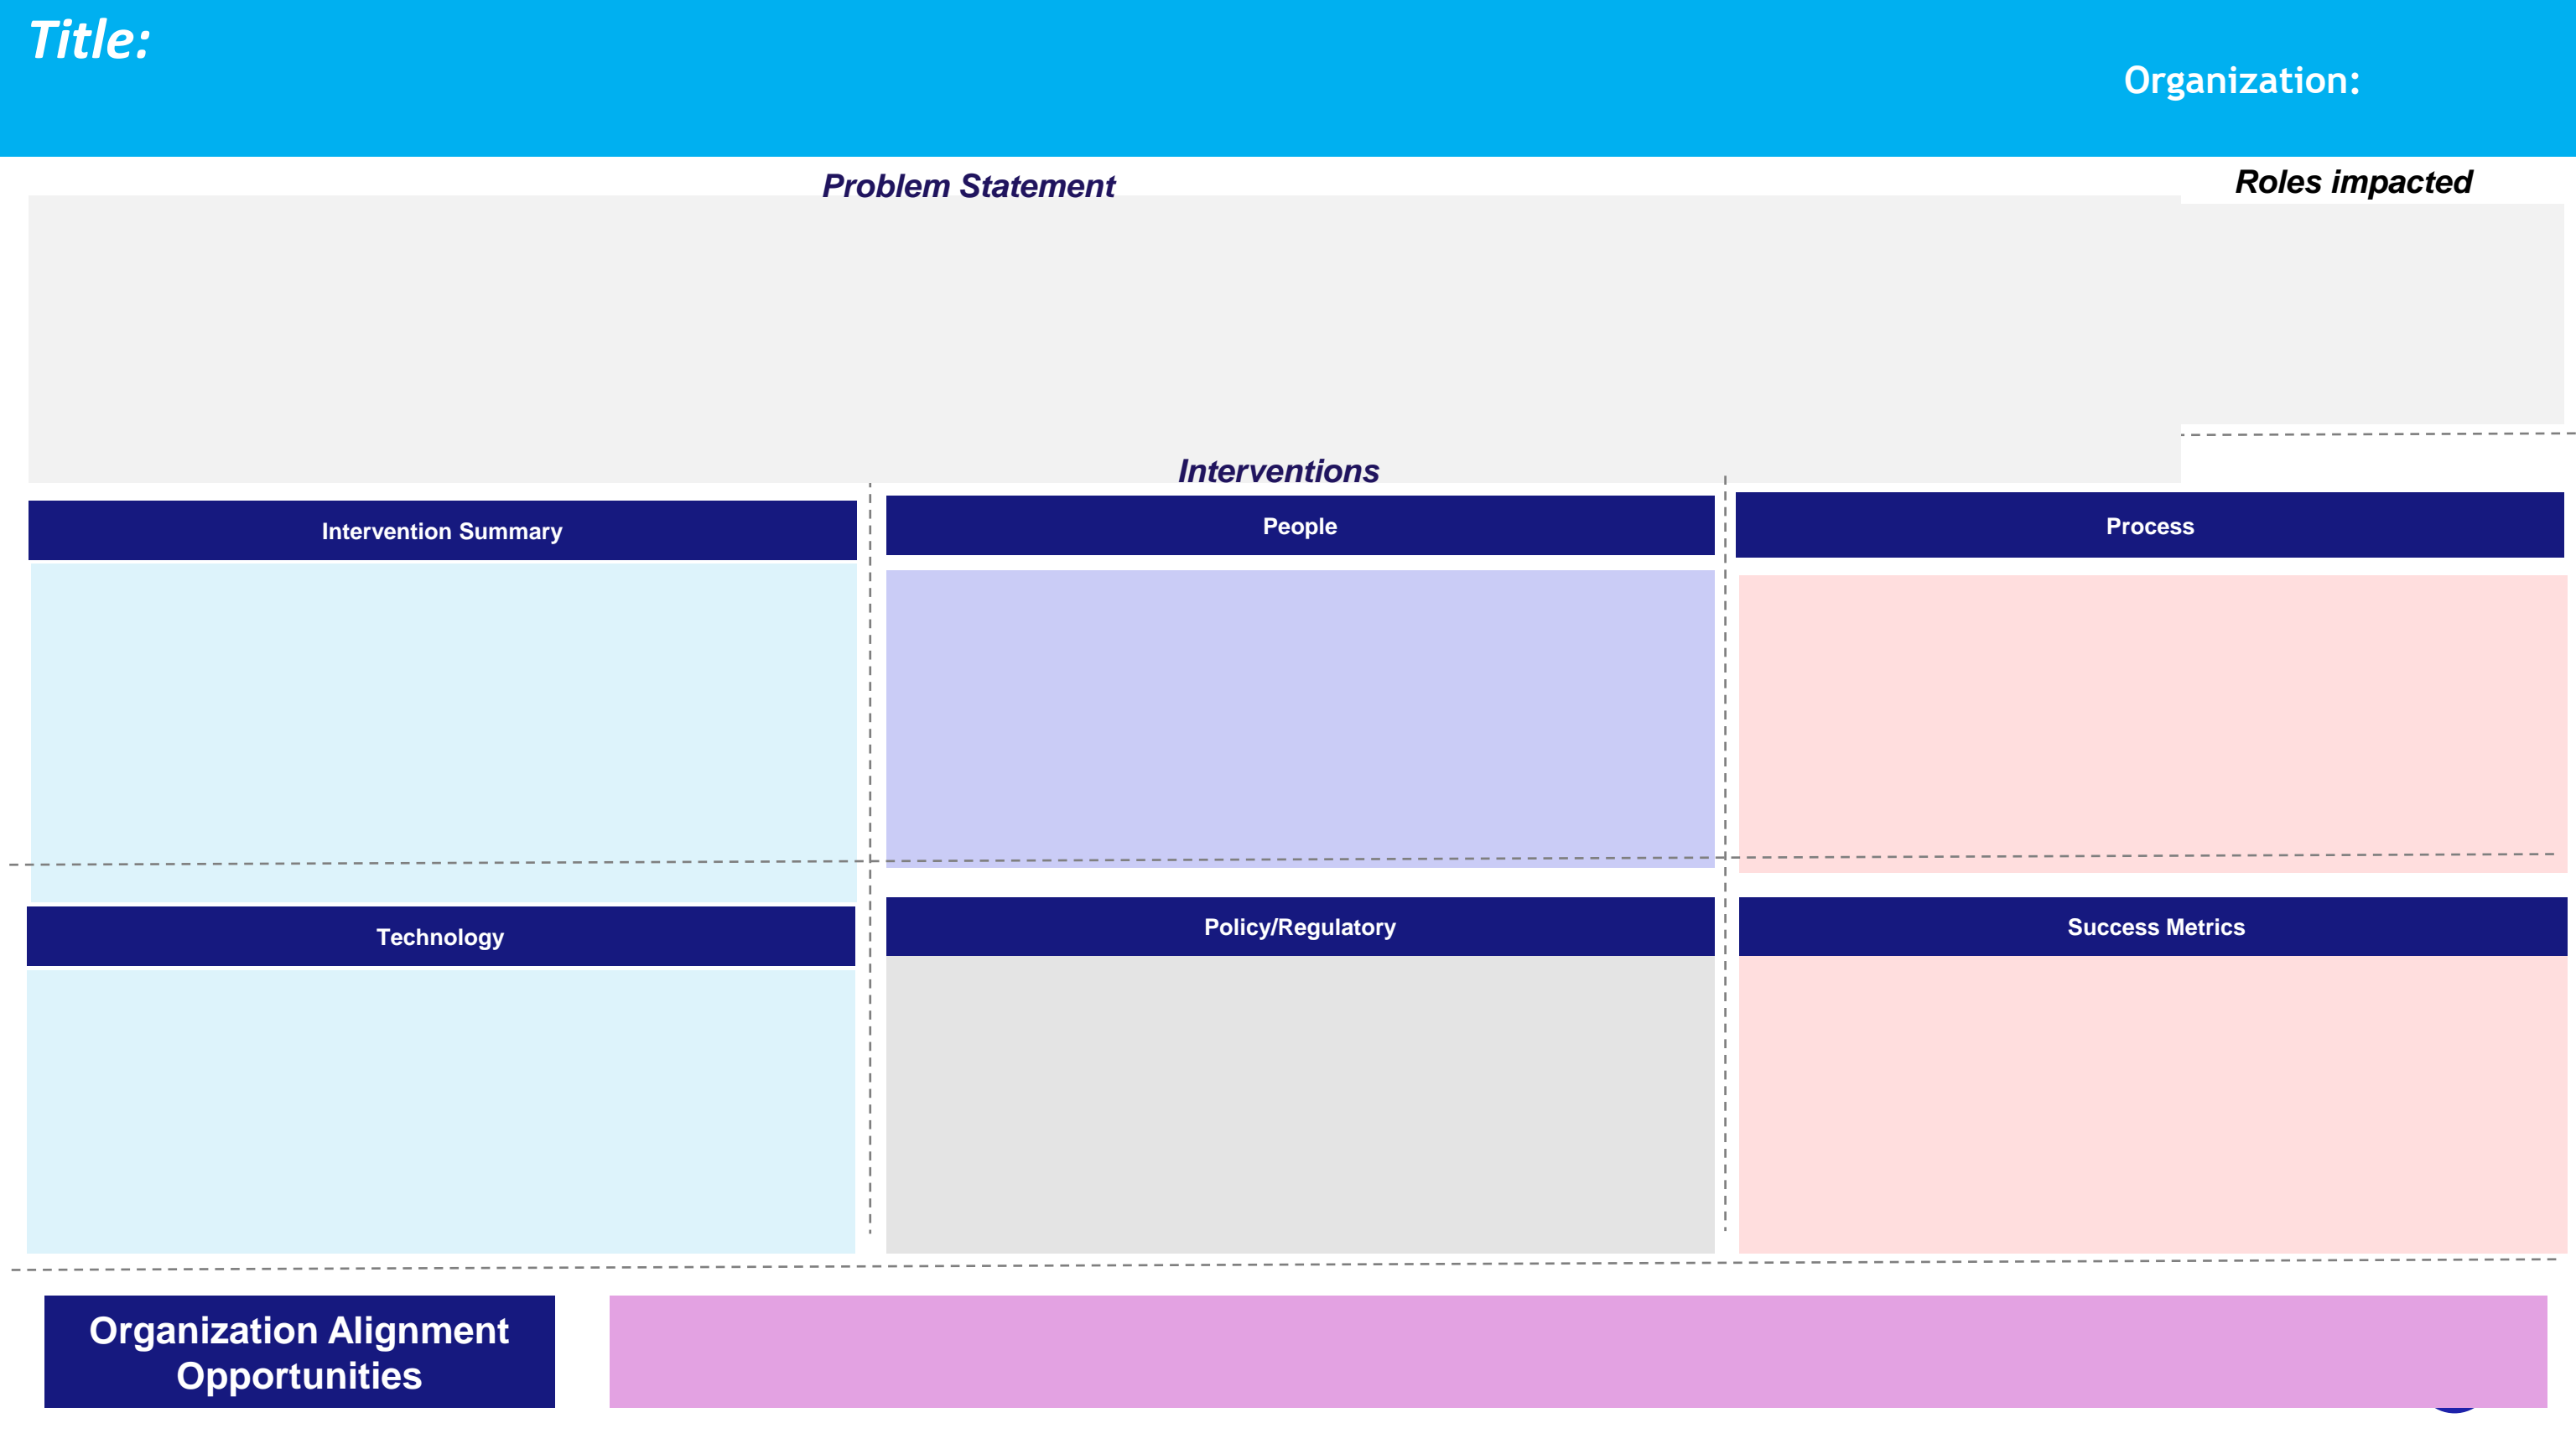 Title:
Organization:
Problem Statement
Roles impacted
Interventions
Intervention Summary
People
Process
Technology
Policy/Regulatory
Success Metrics
Organization Alignment
Opportunities